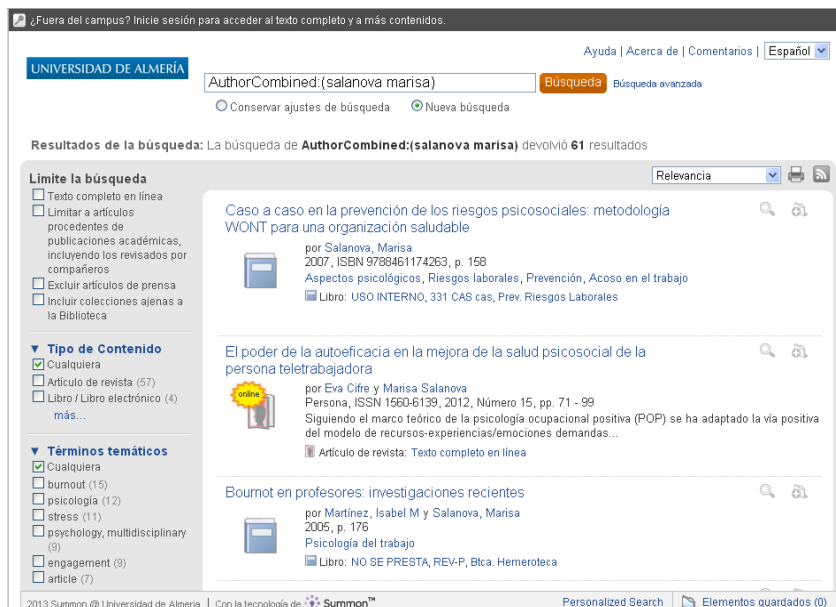 ¿Fuera del campus? Inicie sesión para acceder al texto completo y a más contenidos.
Ayuda | Acerca de | Comentarios | Español
UNIVERSIDAD DE ALMERÍA
AuthorCombined:(salanova marisa)
Búsqueda
Búsqueda avanzada
Conservar ajustes de búsqueda
Nueva búsqueda
Resultados de la búsqueda: La búsqueda de AuthorCombined:(salanova marisa) devolvió 61 resultados
Relevancia
Limite la búsqueda
Texto completo en línea
Limitar a artículos
procedentes de
publicaciones académicas,
incluyendo los revisados por
compañeros
Excluir artículos de prensa
Incluir colecciones ajenas a
la Biblioteca
Tipo de Contenido
Cualquiera
Artículo de revista (57)
Libro / Libro electrónico (4)
más...
Términos temáticos
Cualquiera
burnout (15)
psicología (12)
stress (11)
psychology, multidisciplinary
(9)
engagement (9)
article (7)
Caso a caso en la prevención de los riesgos psicosociales: metodología
WONT para una organización saludable
por Salanova, Marisa
2007, ISBN 9788461174263, p. 158
Aspectos psicológicos, Riesgos laborales, Prevención, Acoso en el trabajo
Libro: USO INTERNO, 331 CAS cas, Prev. Riesgos Laborales
El poder de la autoeficacia en la mejora de la salud psicosocial de la
persona teletrabajadora
online
por Eva Cifre y Marisa Salanova
Persona, ISSN 1560-6139, 2012, Número 15, pp. 71 - 99
Siguiendo el marco teórico de la psicología ocupacional positiva (POP) se ha adaptado la vía positiva
del modelo de recursos-experiencias/emociones demandas...
Artículo de revista: Texto completo en línea
Bournot en profesores: investigaciones recientes
por Martínez, Isabel M y Salanova, Marisa
2005, p. 176
Psicología del trabajo
Libro: NO SE PRESTA, REV-P, Btca. Hemeroteca
2013 Summon @ Universidad de Almeria | Con la tecnología de Summon™
Personalized Search
Elementos guardados (0)